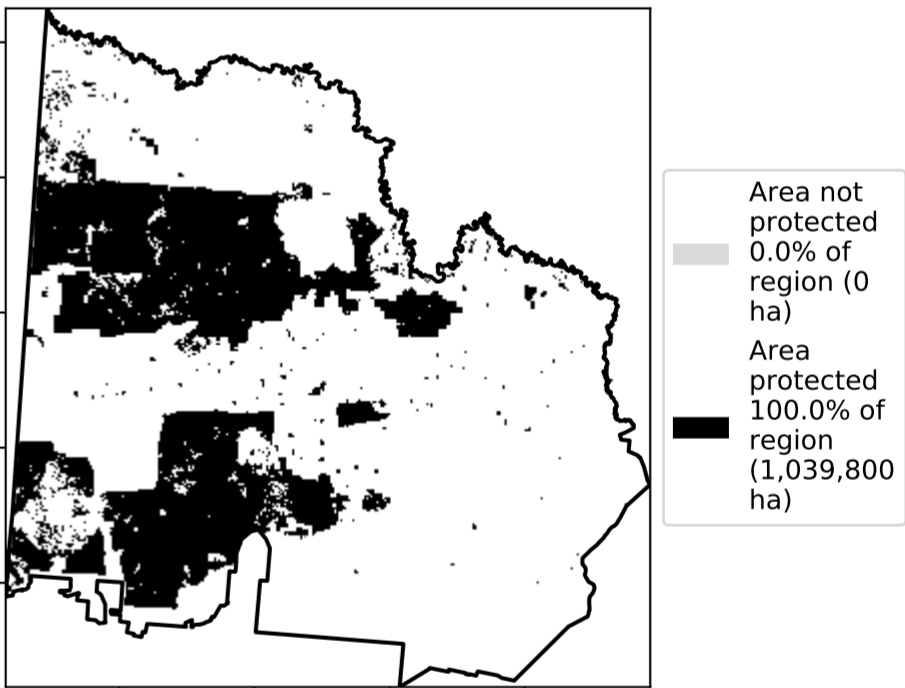 Area not
protected
0.0% of
region (0
ha)
Area
protected
100.0% of
region
(1,039,800
ha)